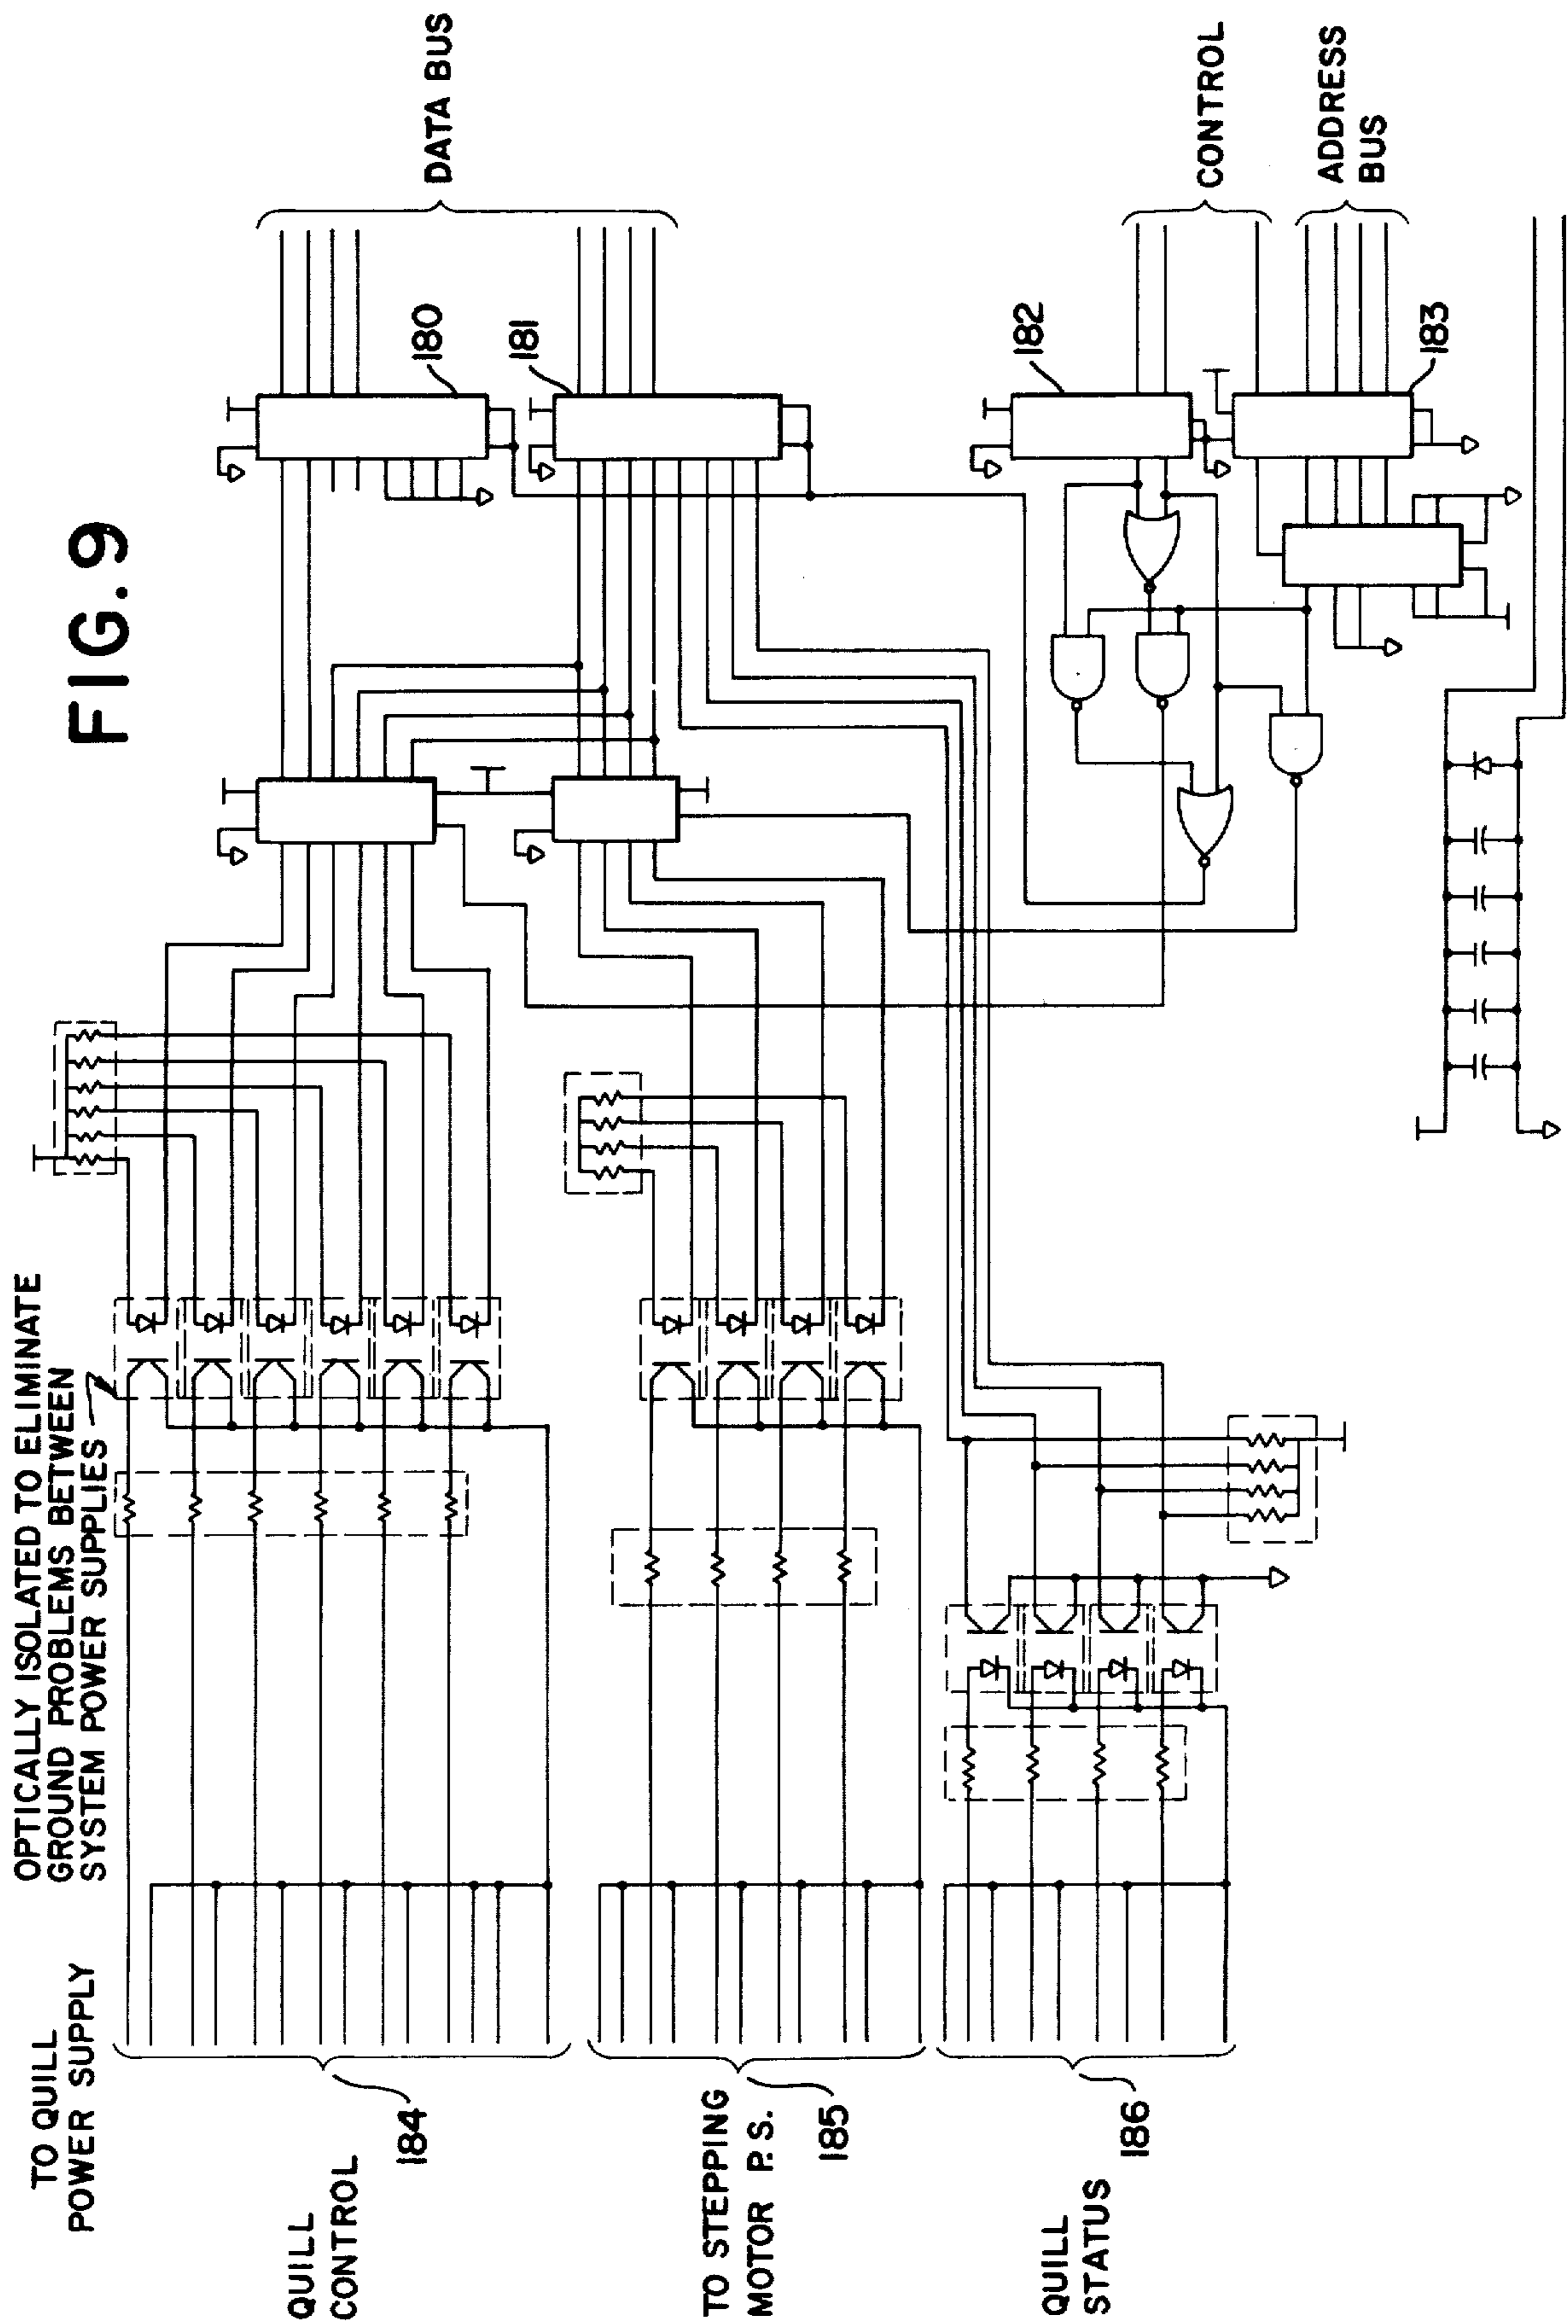 FIG. 9
OPTICALLY ISOLATED TO ELIMINATE
GROUND PROBLEMS BETWEEN
SYSTEM POWER SUPPLIES
TO QUILL
POWER SUPPLY
QUILL
CONTROL
184
TO STEPPING
MOTOR P.S.
185
QUILL
STATUS
186
DATA BUS
180
181
182
183
CONTROL
ADDRESS
BUS